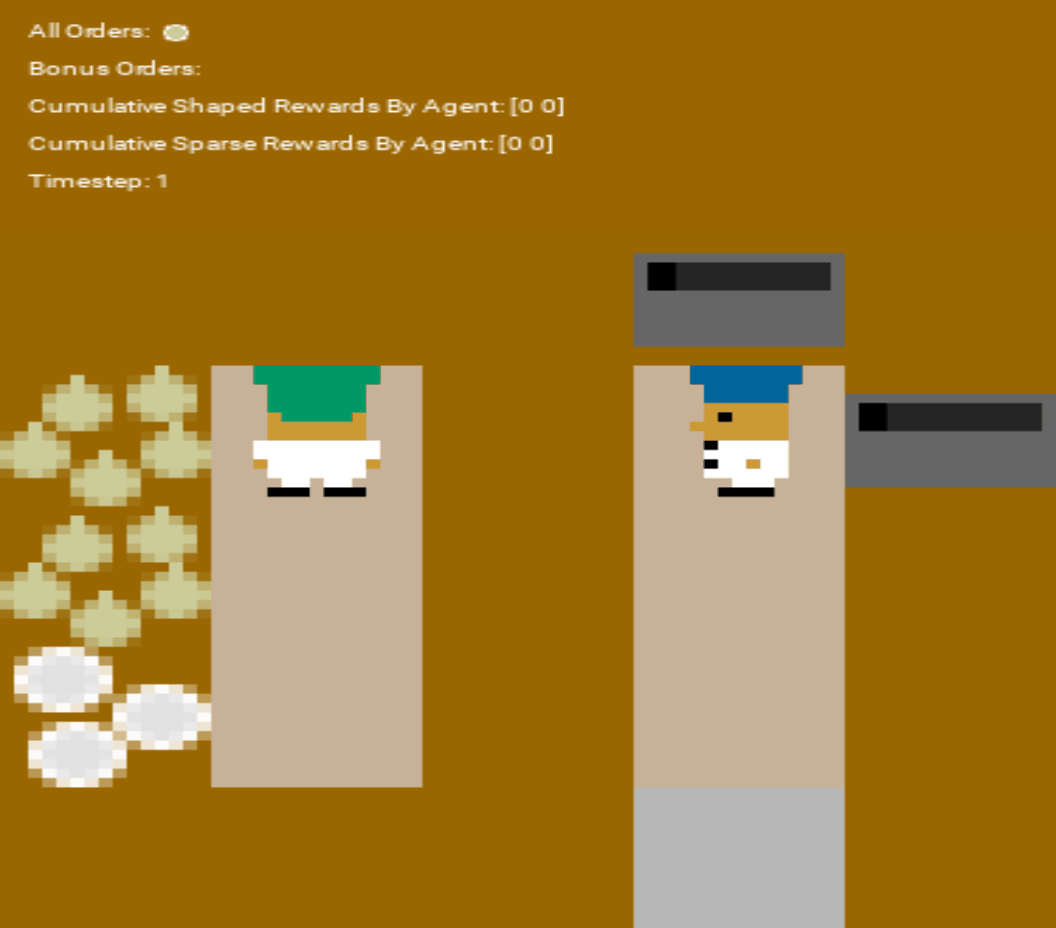 All Orders:
Bonus Orders:
Cumulative Shaped Rewards By Agent: [0 0]
Cumulative Sparse Rewards By Agent: [0 0]
Timestep: 1